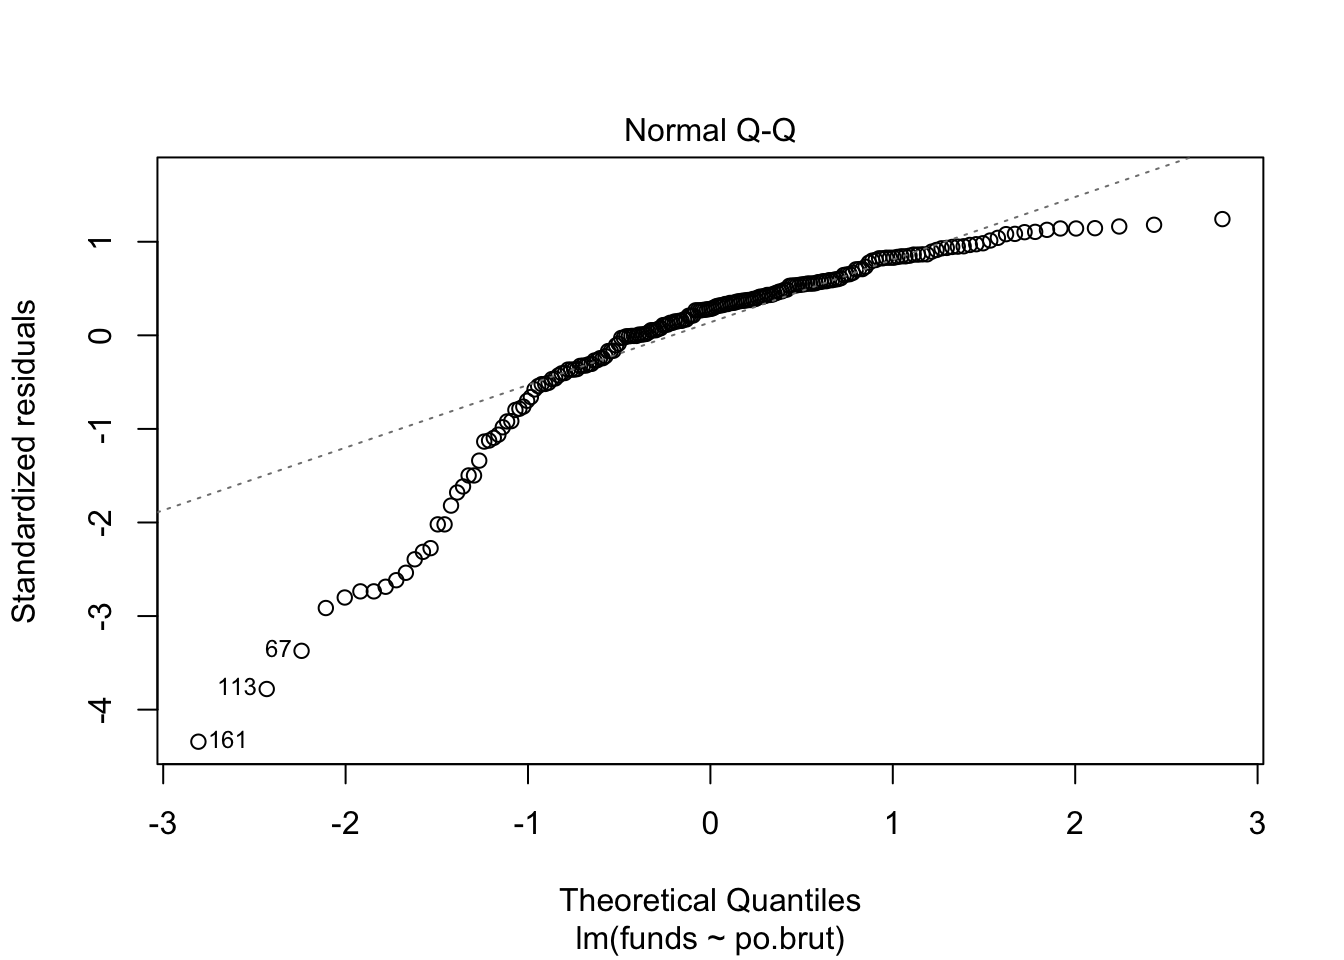 Normal Q-Q
Standardized residuals
1
0
-1
-2
-3
-4
67
113
161
-3 -2 -1 0 1 2 3
Theoretical Quantiles
lm(funds ~ po.brut)